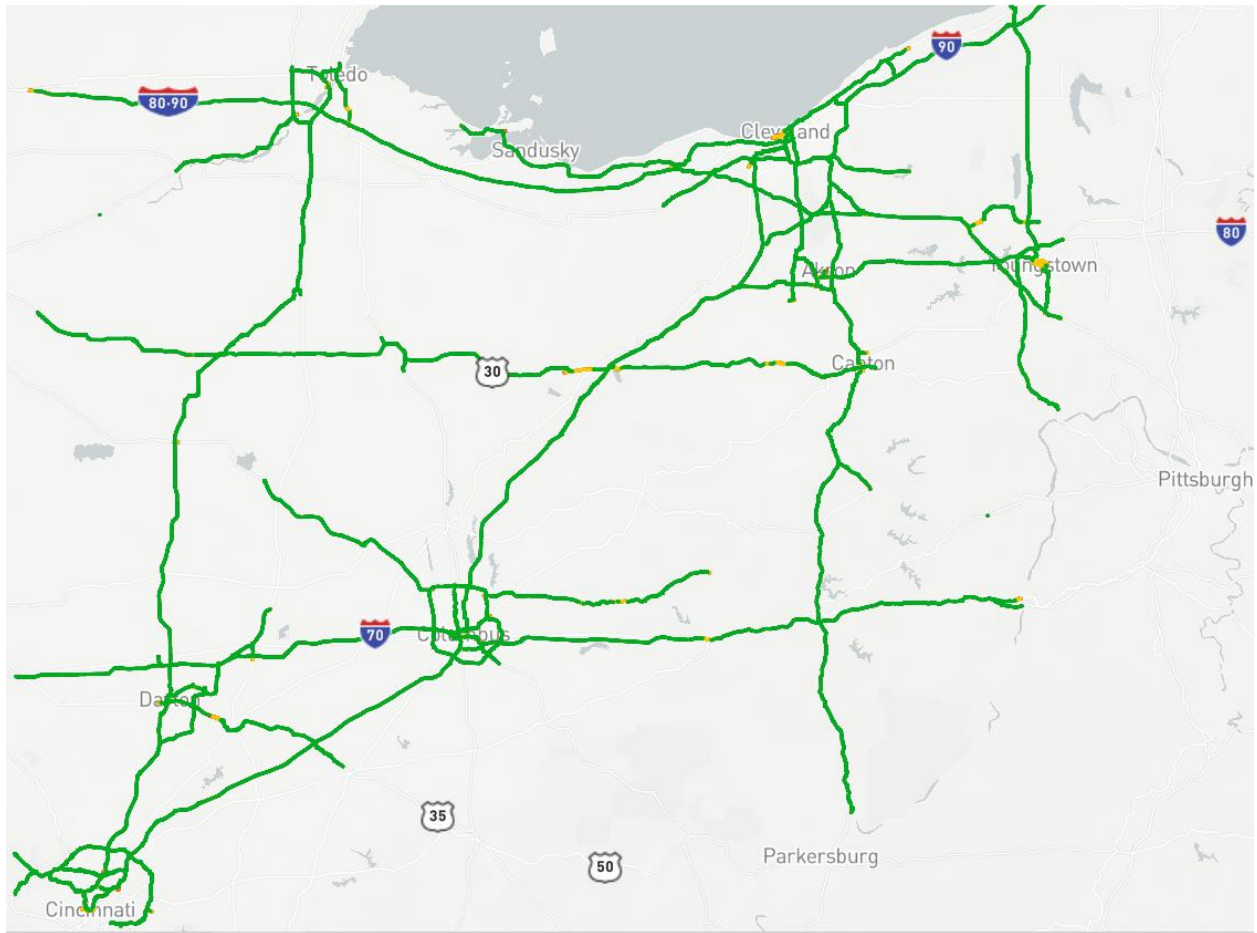 90
Toledo
80-90
Cleveland
Sandusky
80
Akron
Youngstown
30
Canton
Pittsburgh
70
Columbus
Dayton
35
Parkersburg
50
Cincinnati